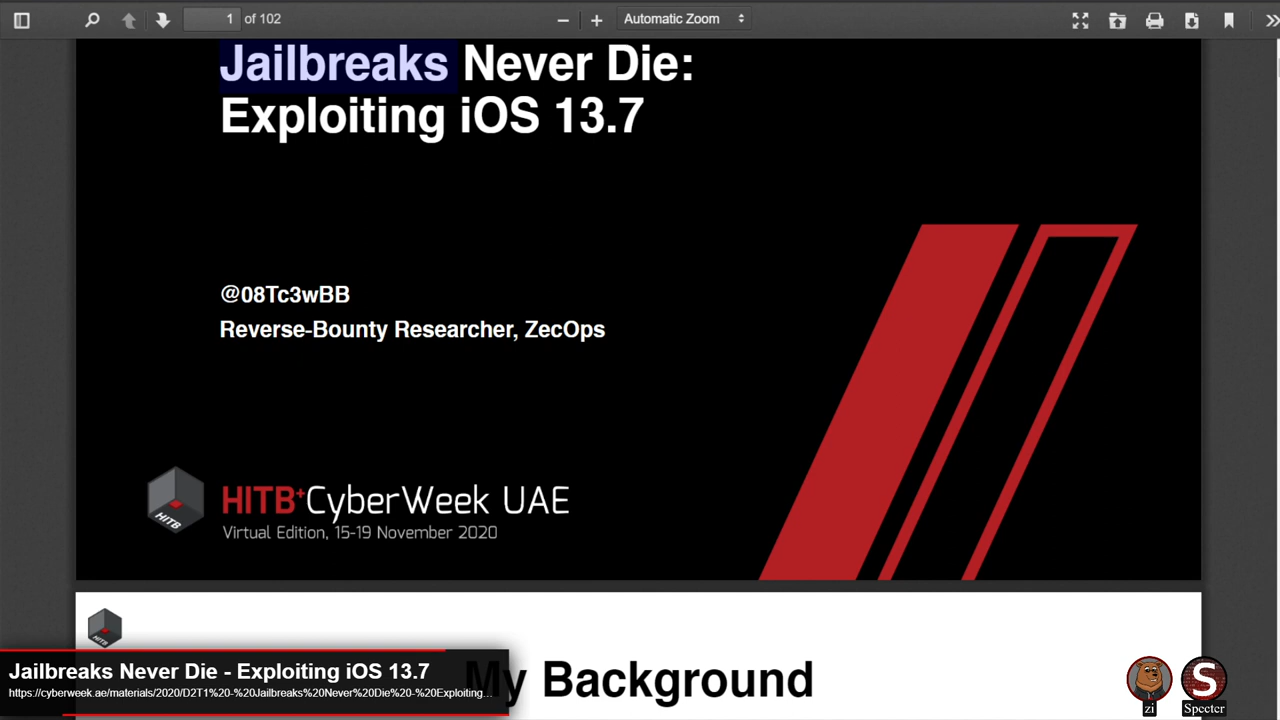 1 of 102
Automatic Zoom
Jailbreaks Never Die:
Exploiting iOS 13.7
@08Tc3wBB
Reverse-Bounty Researcher, ZecOps
HITB
HITB+CyberWeek UAE
Virtual Edition, 15-19 November 2020
HITB
My Background
Jailbreaks Never Die - Exploiting iOS 13.7
https://cyberweek.ae/materials/2020/D2T1%20-%20Jailbreaks%20Never%20Die%20-%20Exploiting...
zi
S
Specter